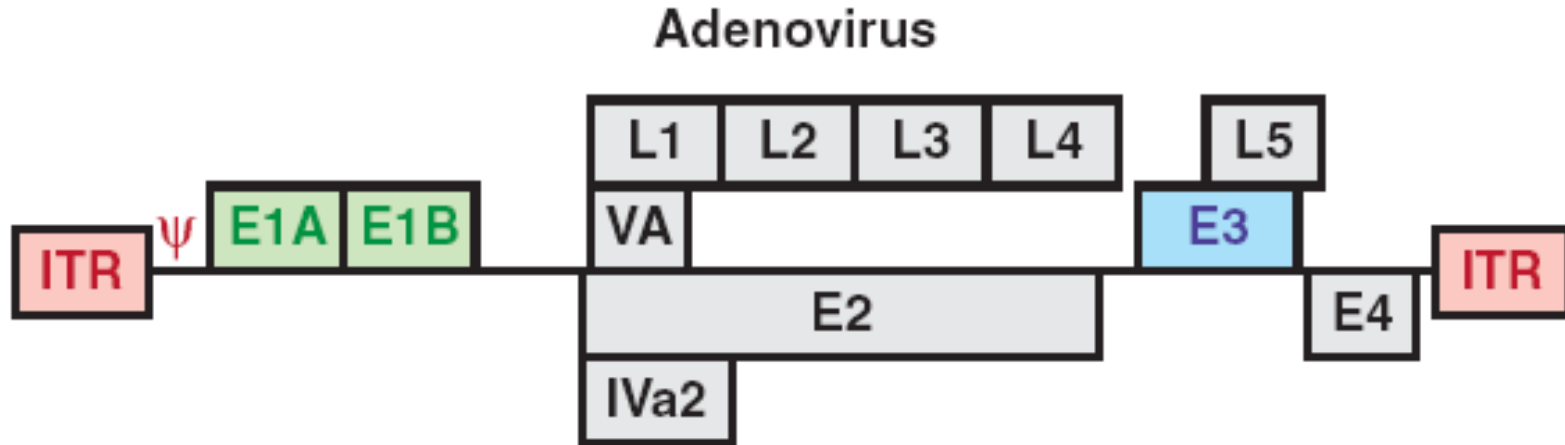 Adenovirus
L1 L2 L3 L4 L5
ψ E1A E1B VA E3
ITR ITR
E2 E4
IVa2